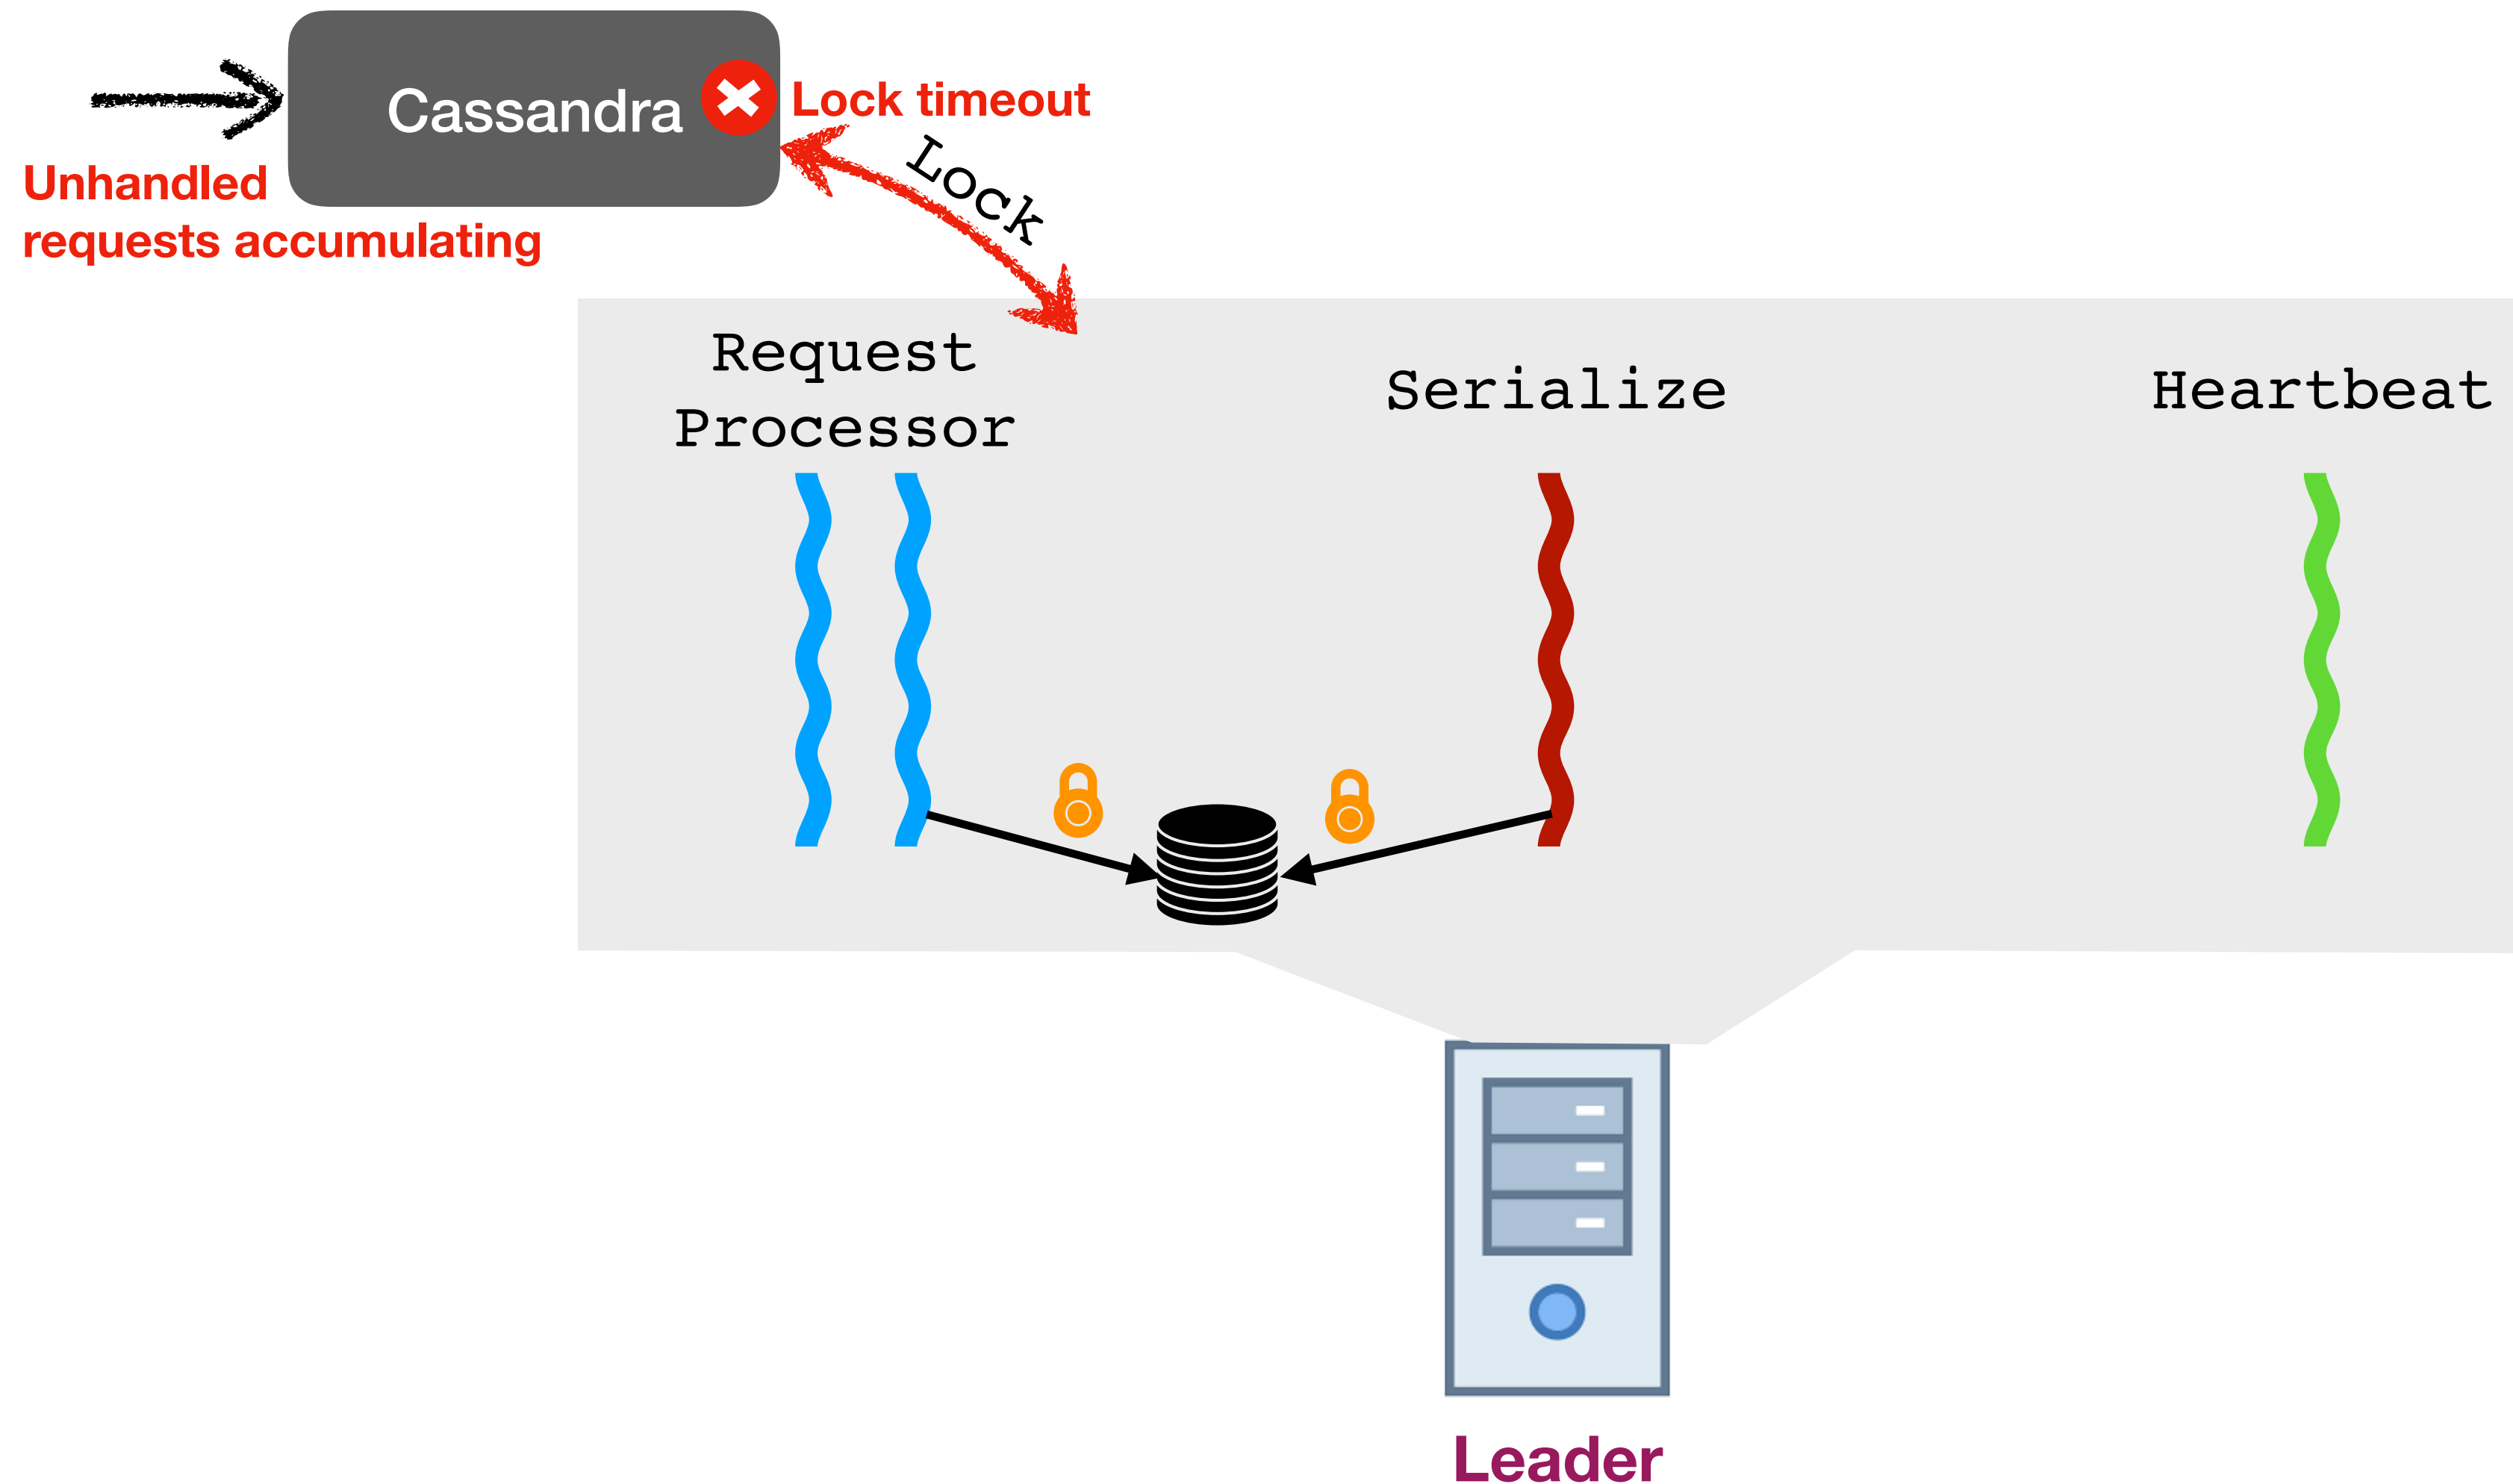 Cassandra
Lock timeout
Lock
Unhandled
requests accumulating
Request
Processor
Serialize
Heartbeat
Leader